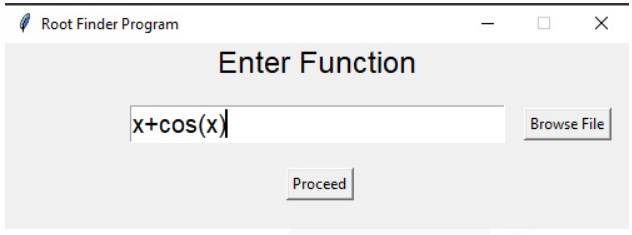 Root Finder Program
Enter Function
x+cos(x)
Browse File
Proceed